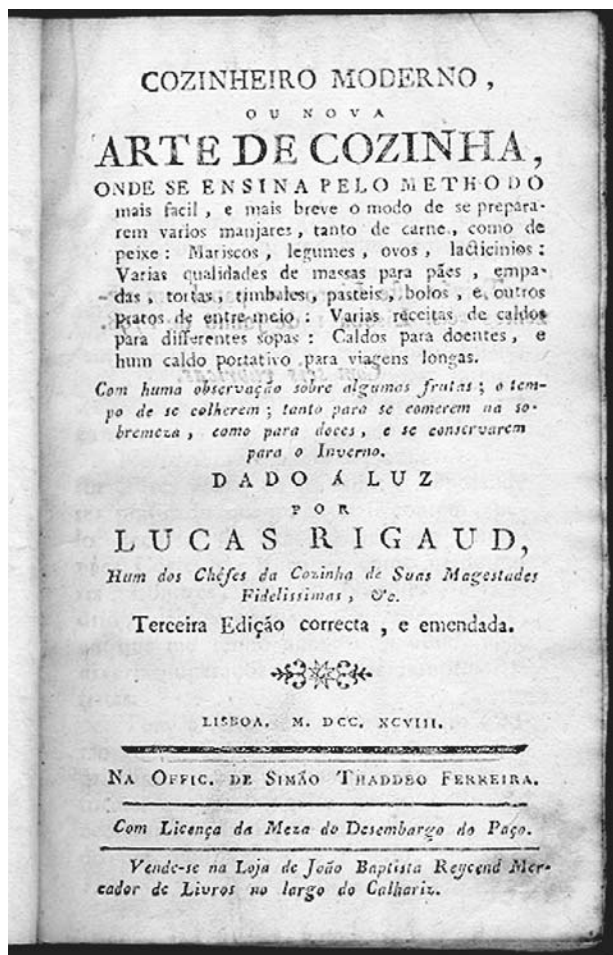 COZINHEIRO MODERNO ,
OU NOVA
ARTE DE COZINHA,
ONDE SE ENSINA PELO METHODO
mais facil , e mais breve o modo de se prepara-
rem varios manjares, tanto de carne, como de
peixe : Mariscos , legumes , ovos , lacticinios :
Varias qualidades de massas para pães , empa-
das , tortas, timbales, pasteis, bolos , e outros
pratos de entre-meio : Varias receitas de caldos
para differentes sopas : Caldos para doentes, e
hum caldo portativo para viagens longas.
Com huma observação sobre algumas frutas ; o tem-
po de se colherem ; tanto para se comerem na so-
bremeza , como para doces , e se conservarem
para o Inverno.
DADO Á LUZ
POR
LUCAS RIGAUD,
Hum dos Chéfes da Cozinha de Suas Magestades
Fidelissimas , &c.
Terceira Edição correcta , e emendada.
LISBOA. M. DCC. XCVIII.
NA OFFIC. DE SIMÃO THADDEO FERREIRA.
Com Licença da Meza do Desembargo do Paço.
Vende-se na Loja de João Baptista Reycend Mer-
cador de Livros no largo do Calhariz.